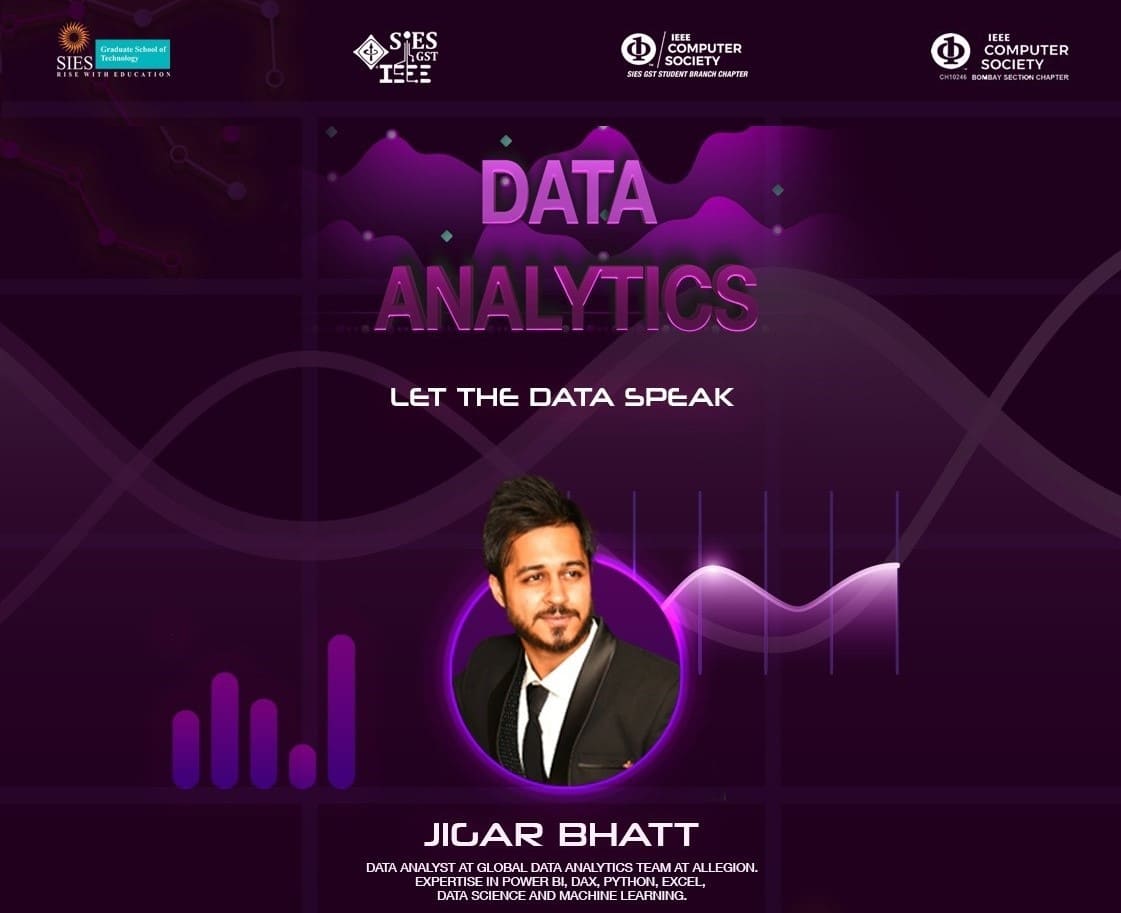 SIES
Graduate School of
Technology
RISE WITH EDUCATION
SIES
GST
IEEE
IEEE
COMPUTER
SOCIETY
SIES GST STUDENT BRANCH CHAPTER
IEEE
COMPUTER
SOCIETY
CH10246 BOMBAY SECTION CHAPTER
DATA
ANALYTICS
LET THE DATA SPEAK
JIGAR BHATT
DATA ANALYST AT GLOBAL DATA ANALYTICS TEAM AT ALLEGION.
EXPERTISE IN POWER BI, DAX, PYTHON, EXCEL,
DATA SCIENCE AND MACHINE LEARNING.